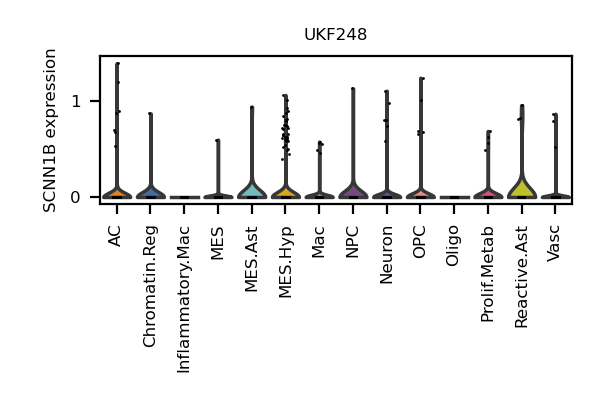 UKF248
SCNN1B expression
1
0
AC
Chromatin.Reg
Inflammatory.Mac
MES
MES.Ast
MES.Hyp
Mac
NPC
Neuron
OPC
Oligo
Prolif.Metab
Reactive.Ast
Vasc